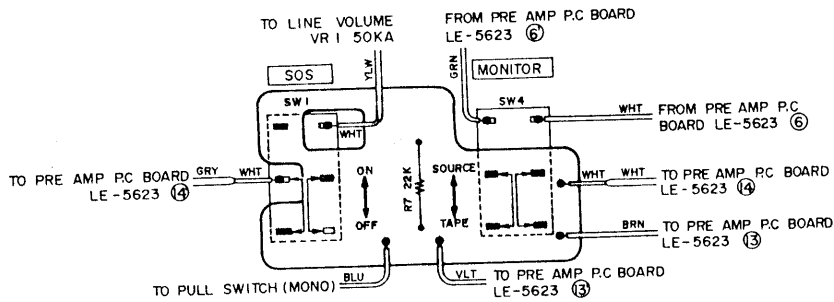 TO LINE VOLUME
VR I 50KA
FROM PRE AMP P.C BOARD
LE-5623 ⑥'
YLW
GRN
SOS
MONITOR
SW1
SW4
WHT
WHT
FROM PRE AMP P.C
BOARD LE-5623 ⑥
TO PRE AMP P.C BOARD
LE-5623 ⑭'
GRY
WHT
ON
OFF
R7 22K
SOURCE
TAPE
WHT
WHT
TO PRE AMP P.C BOARD
LE-5623 ⑭
BRN
TO PRE AMP P.C BOARD
LE-5623 ⑬
TO PULL SWITCH (MONO)
BLU
VLT
TO PRE AMP P.C BOARD
LE-5623 ⑬'